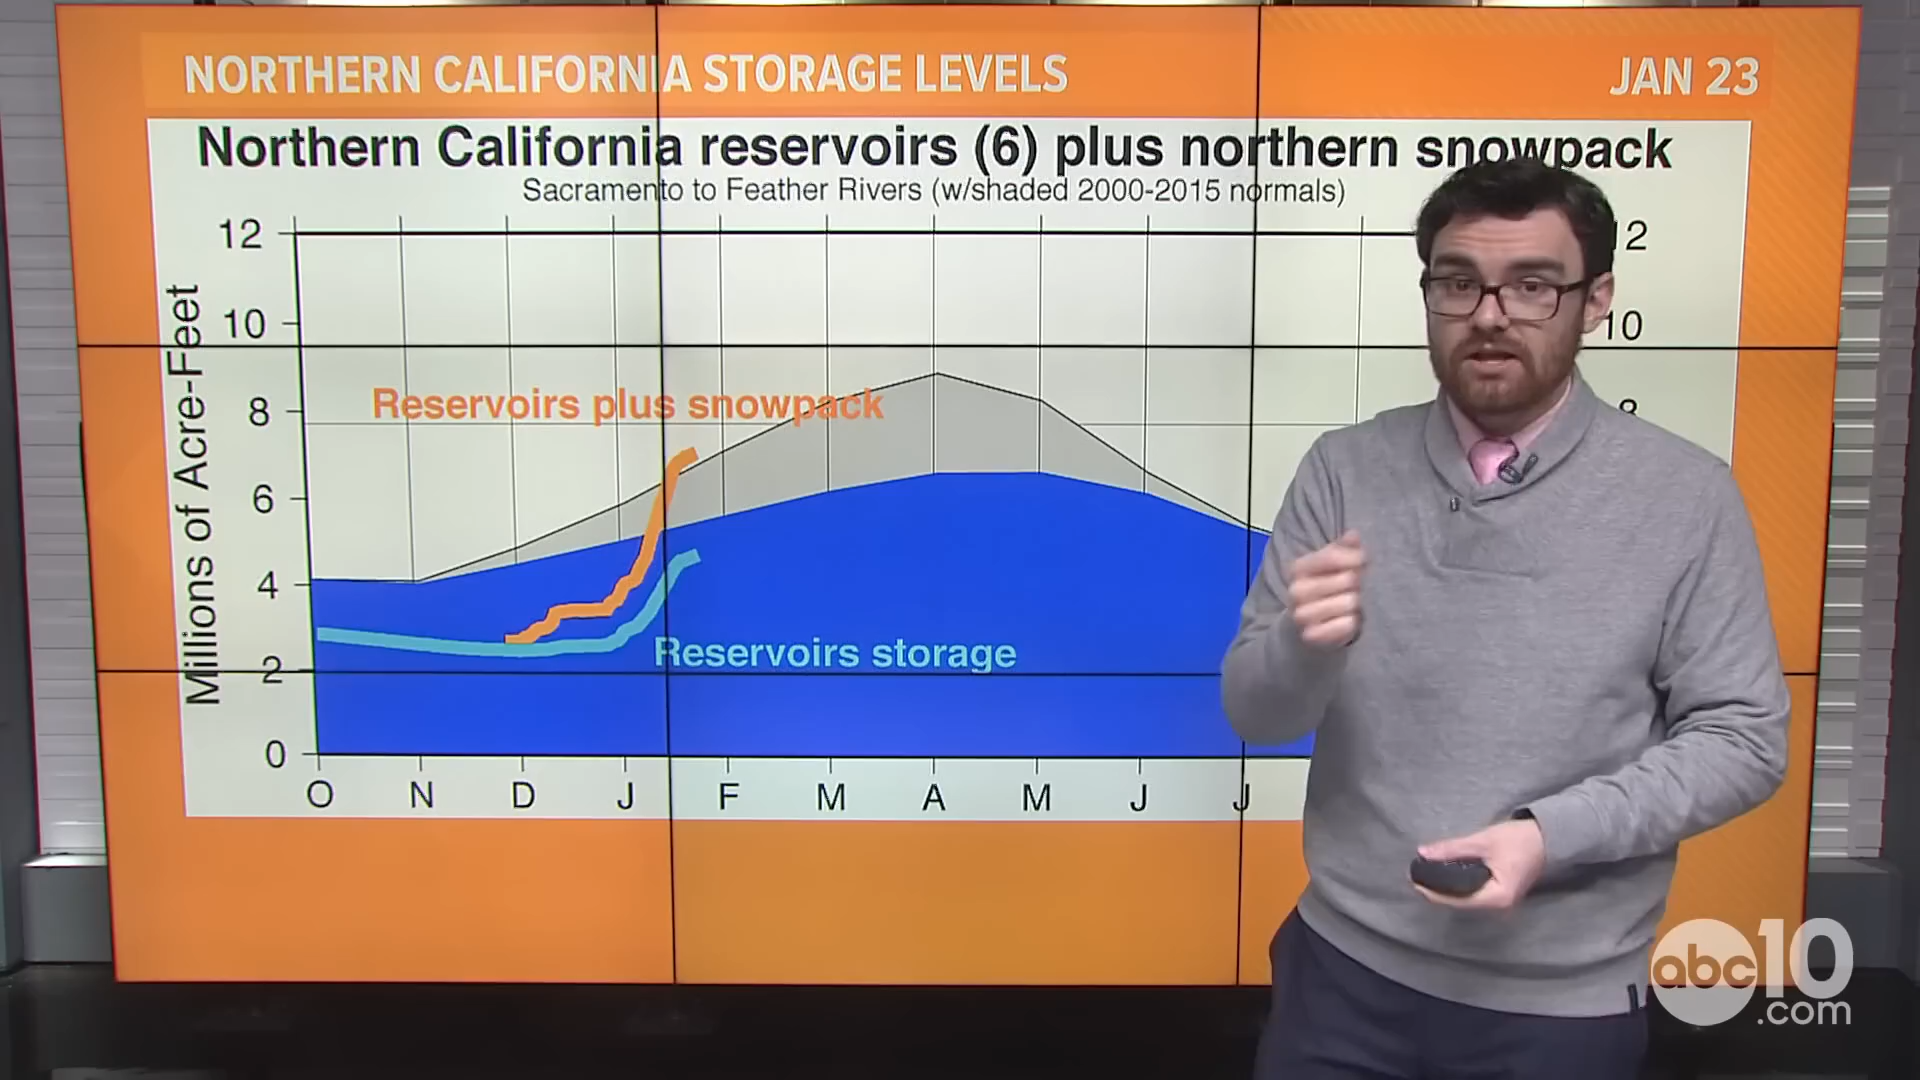 NORTHERN CALIFORNIA STORAGE LEVELS
JAN 23
Northern California reservoirs (6) plus northern snowpack
Sacramento to Feather Rivers (w/shaded 2000-2015 normals)
Millions of Acre-Feet
12
10
8
6
4
2
0
Reservoirs plus snowpack
Reservoirs storage
12
10
8
O N D J F M A M J J
abc10
.com